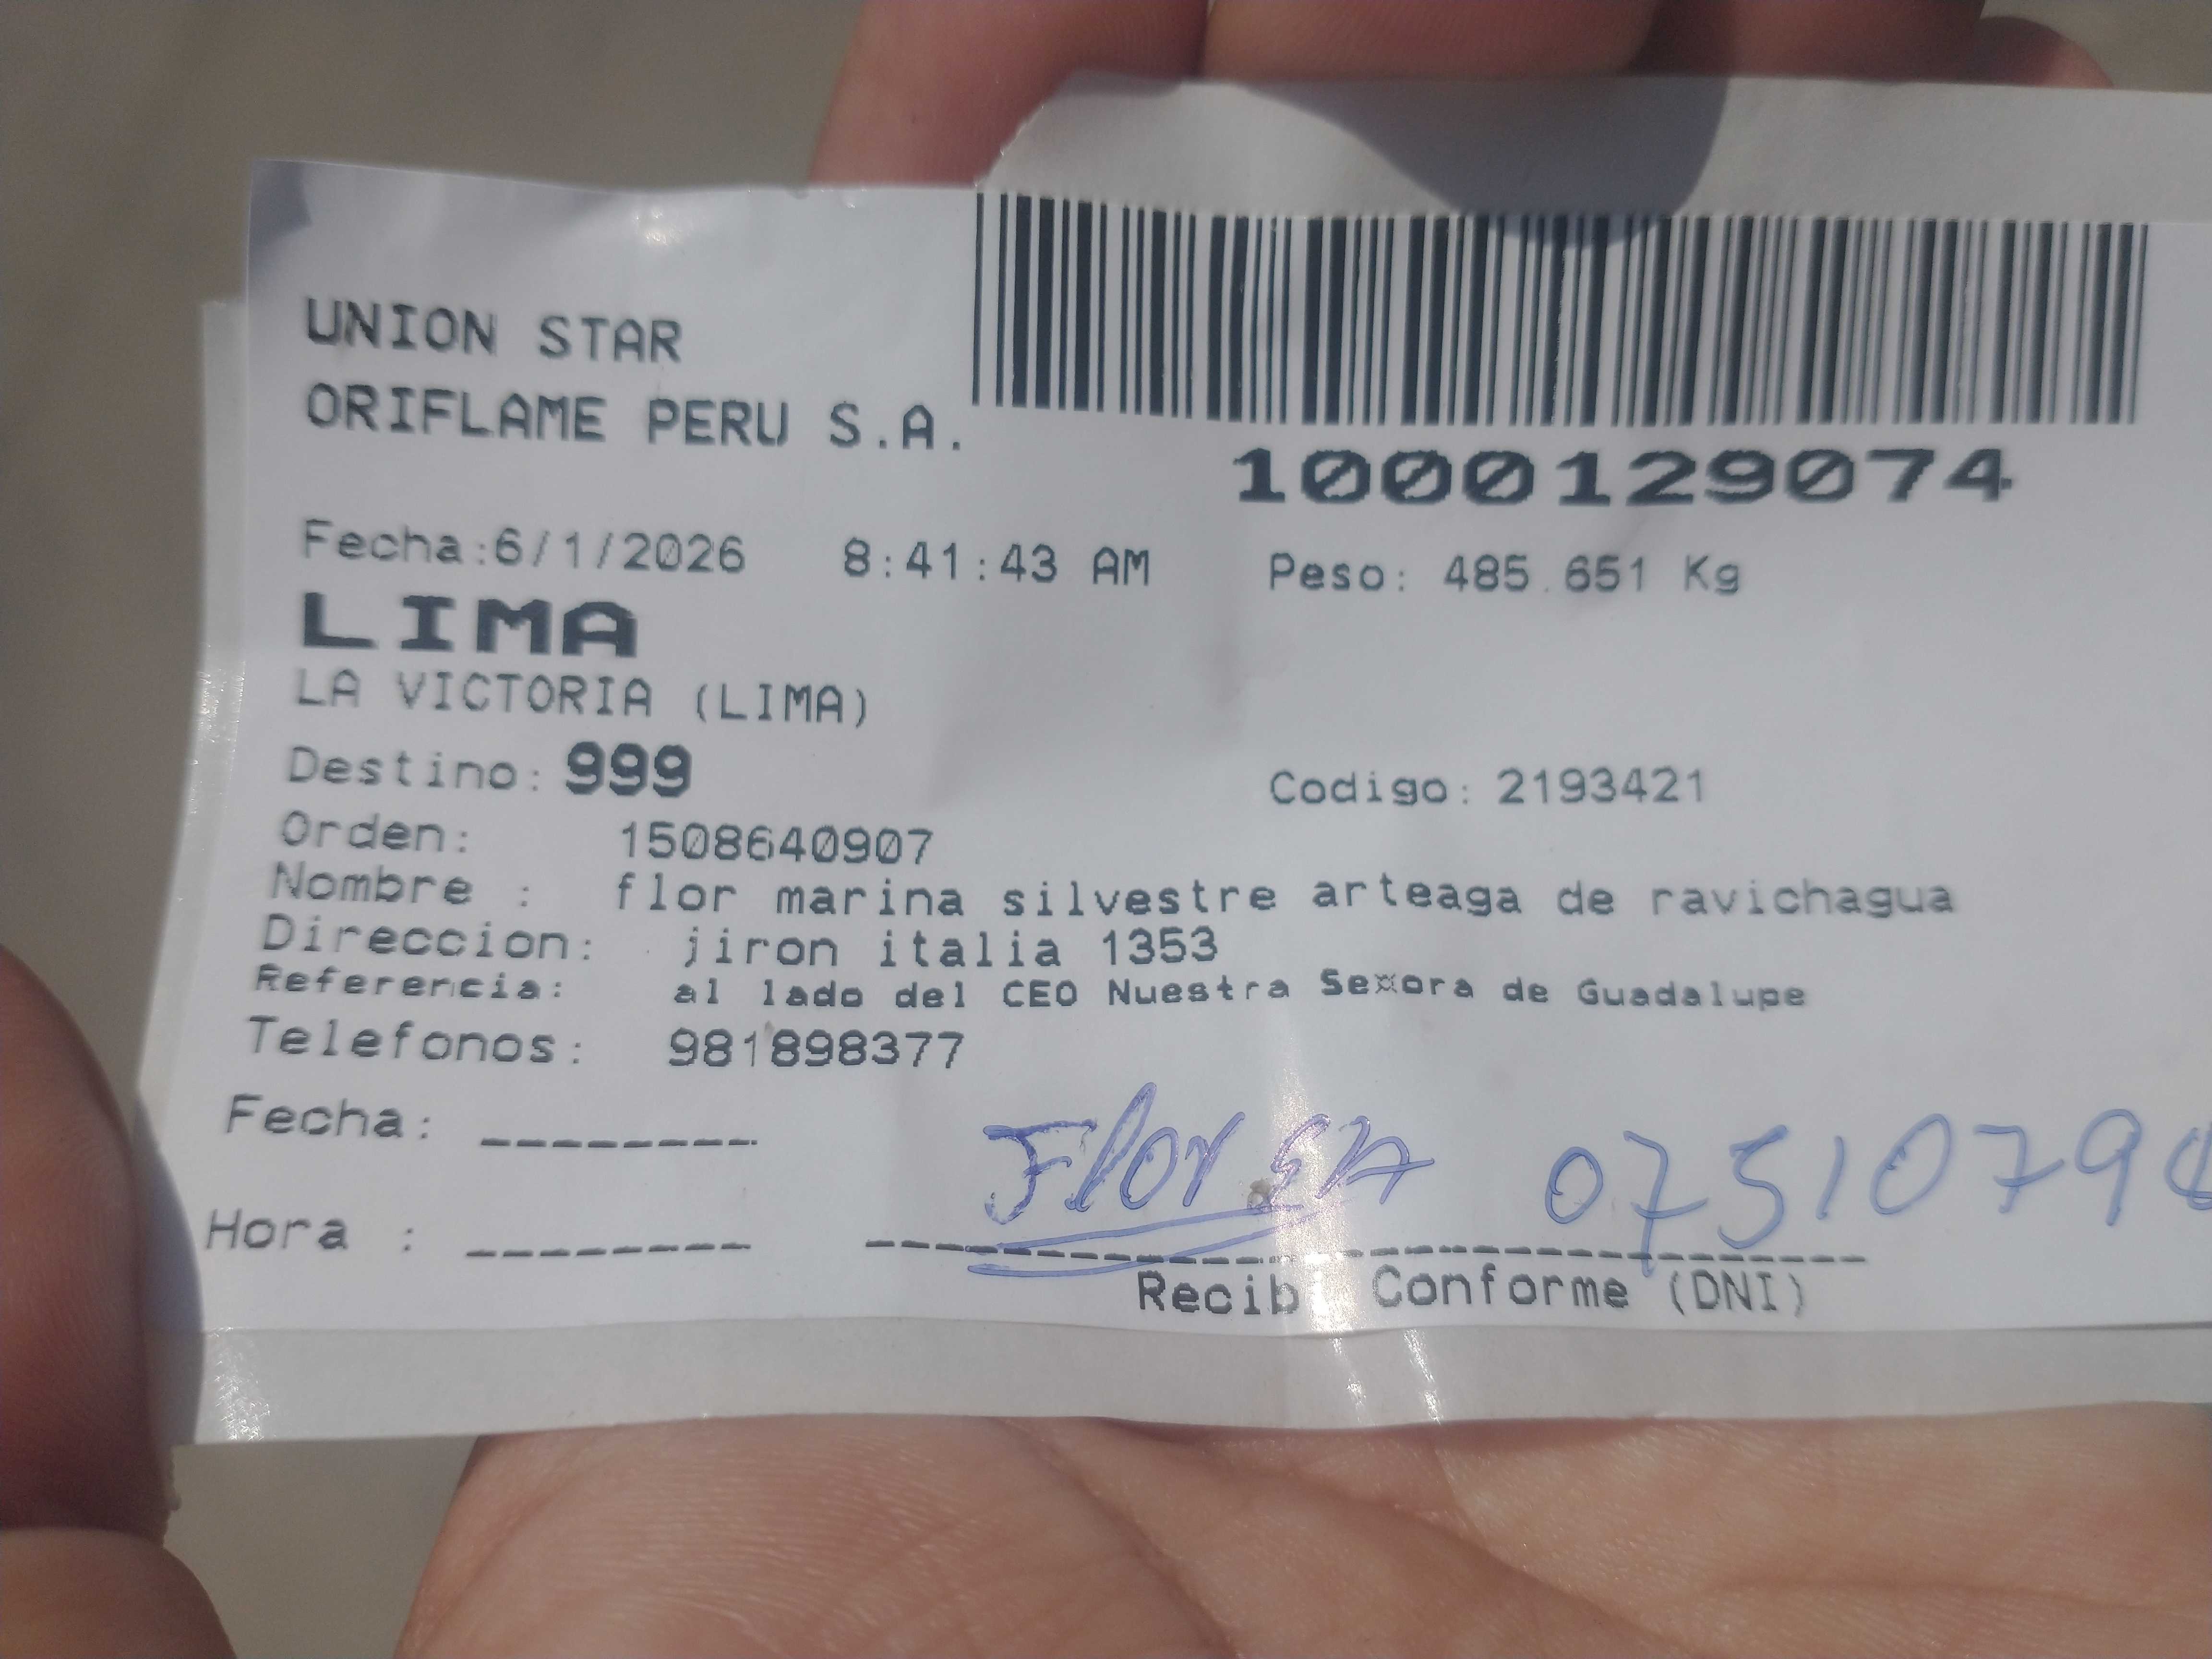 UNION STAR
ORIFLAME PERU S.A.
1000129074
Fecha:6/1/2026 8:41:43 AM Peso: 485.651 Kg
LIMA
LA VICTORIA (LIMA)
Destino: 999 Codigo: 2193421
Orden: 1508640907
Nombre : flor marina silvestre arteaga de ravichagua
Direccion: jiron italia 1353
Referencia: al lado del CEO Nuestra Se¤ora de Guadalupe
Telefonos: 981898377
Fecha: ________
Flor
Hora : ________
Recibi Conforme (DNI)